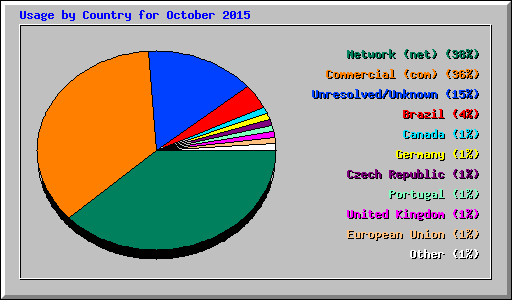 Usage by Country for October 2015
Network (net) (38%)
Commercial (com) (36%)
Unresolved/Unknown (15%)
Brazil (4%)
Canada (1%)
Germany (1%)
Czech Republic (1%)
Portugal (1%)
United Kingdom (1%)
European Union (1%)
Other (1%)